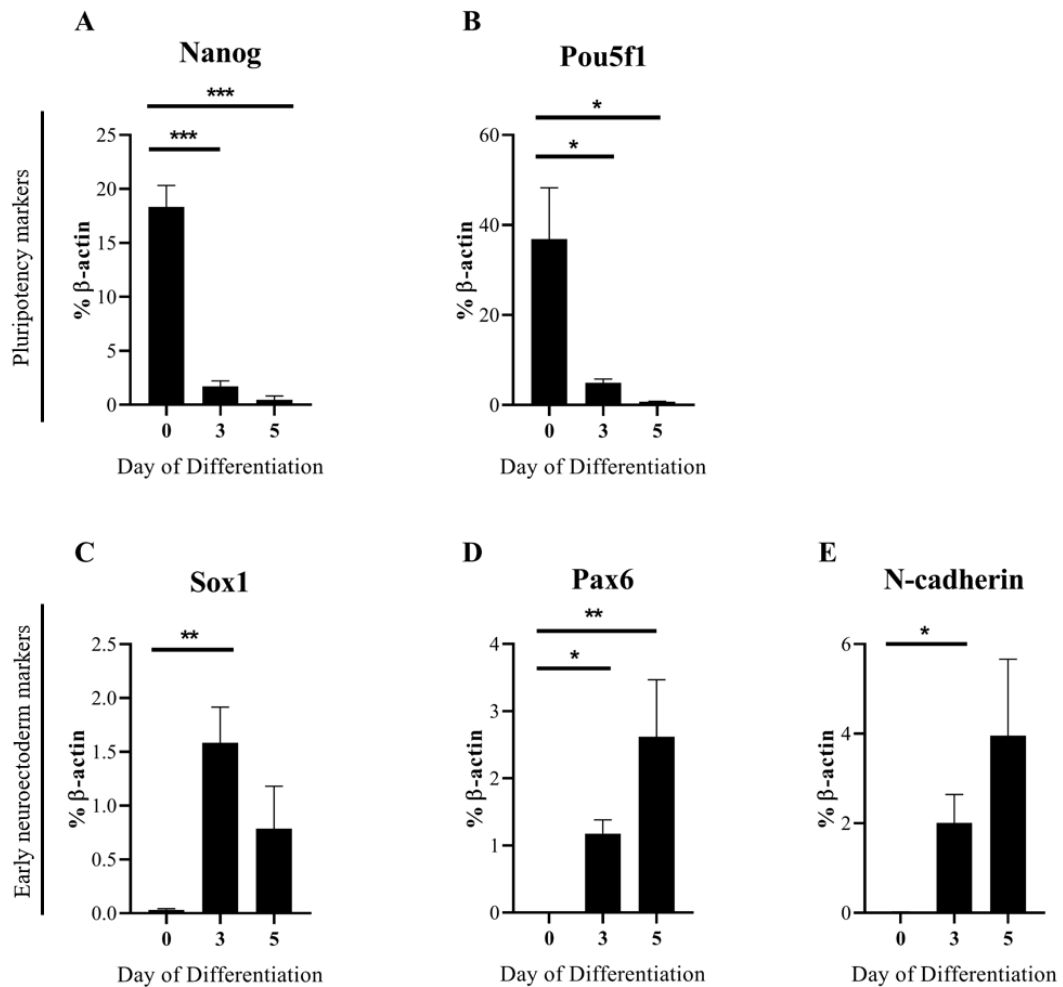 A
Nanog
***
***
25
20
15
10
5
0
% β-actin
0 3 5
Day of Differentiation
B
Pou5f1
*
*
60
40
20
0
% β-actin
0 3 5
Day of Differentiation
Pluripotency markers
C
Sox1
**
2.5
2.0
1.5
1.0
0.5
0.0
% β-actin
0 3 5
Day of Differentiation
D
Pax6
**
*
4
3
2
1
0
% β-actin
0 3 5
Day of Differentiation
E
N-cadherin
*
6
4
2
0
% β-actin
0 3 5
Day of Differentiation
Early neuroectoderm markers